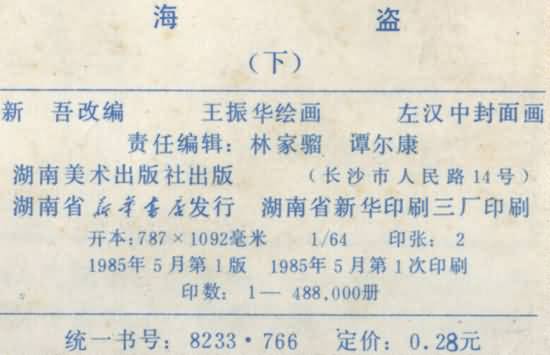 海 盗
（下）
新 吾改编 王振华绘画 左汉中封面画
责任编辑：林家骝 谭尔康
湖南美术出版社出版 （长沙市人民路14号）
湖南省新华书店发行 湖南省新华印刷三厂印刷
开本：787×1092毫米 1/64 印张：2
1985年5月第1版 1985年5月第1次印刷
印数：1—488,000册
统一书号：8233·766 定价：0.28元